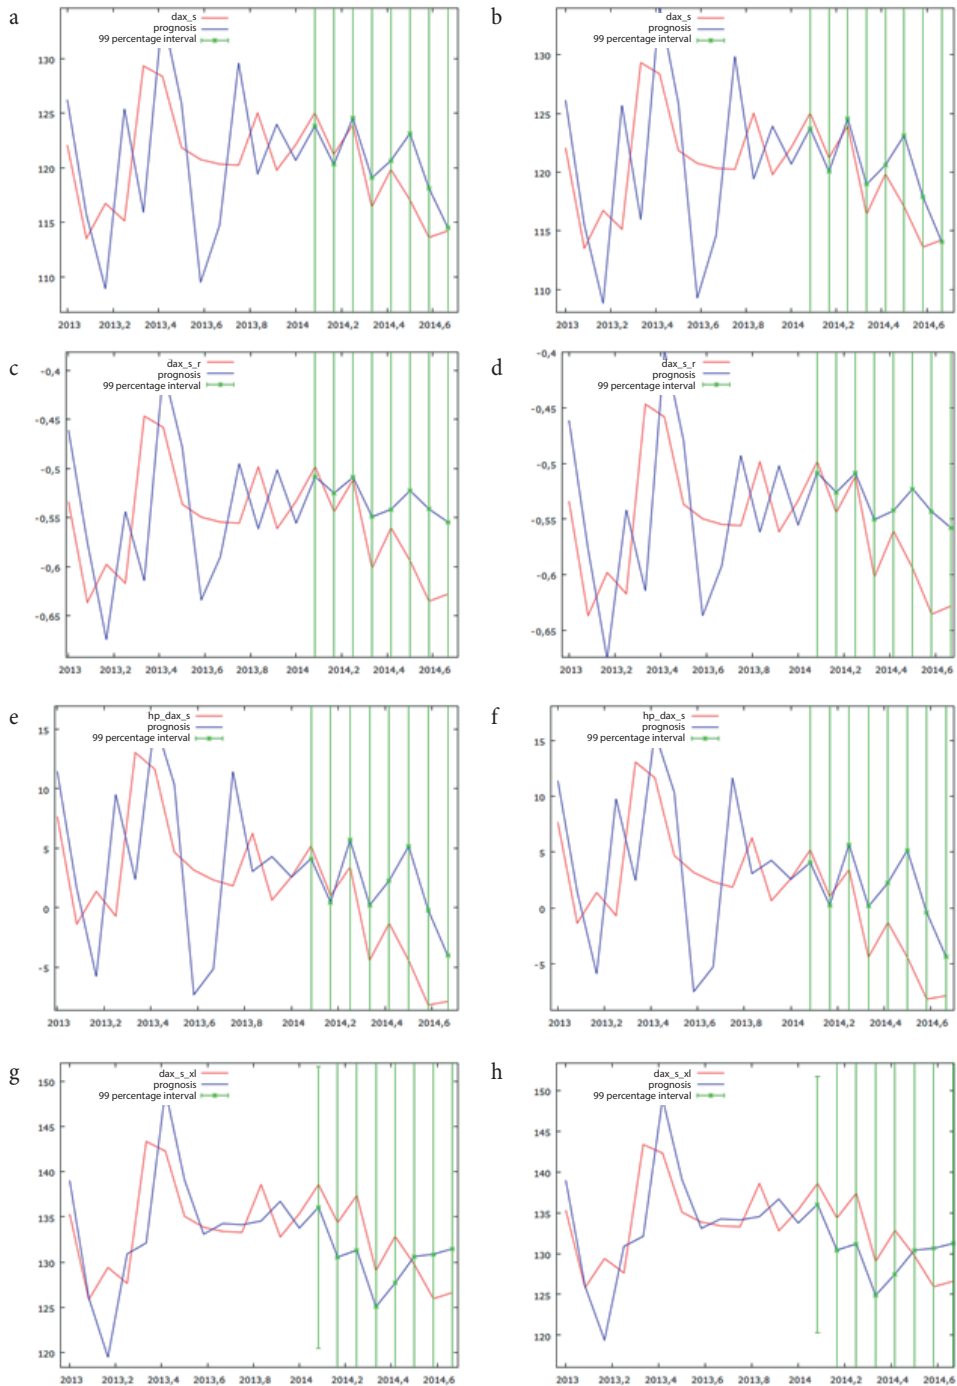 a
dax_s
prognosis
99 percentage interval
130
125
120
115
110
2013 2013,2 2013,4 2013,6 2013,8 2014 2014,2 2014,4 2014,6
b
dax_s
prognosis
99 percentage interval
130
125
120
115
110
2013 2013,2 2013,4 2013,6 2013,8 2014 2014,2 2014,4 2014,6
c
dax_s_r
prognosis
99 percentage interval
-0,4
-0,45
-0,5
-0,55
-0,6
-0,65
2013 2013,2 2013,4 2013,6 2013,8 2014 2014,2 2014,4 2014,6
d
dax_s_r
prognosis
99 percentage interval
-0,4
-0,45
-0,5
-0,55
-0,6
-0,65
2013 2013,2 2013,4 2013,6 2013,8 2014 2014,2 2014,4 2014,6
e
hp_dax_s
prognosis
99 percentage interval
15
10
5
0
-5
2013 2013,2 2013,4 2013,6 2013,8 2014 2014,2 2014,4 2014,6
f
hp_dax_s
prognosis
99 percentage interval
15
10
5
0
-5
2013 2013,2 2013,4 2013,6 2013,8 2014 2014,2 2014,4 2014,6
g
dax_s_xl
prognosis
99 percentage interval
150
145
140
135
130
125
120
2013 2013,2 2013,4 2013,6 2013,8 2014 2014,2 2014,4 2014,6
h
dax_s_xl
prognosis
99 percentage interval
150
145
140
135
130
125
120
2013 2013,2 2013,4 2013,6 2013,8 2014 2014,2 2014,4 2014,6